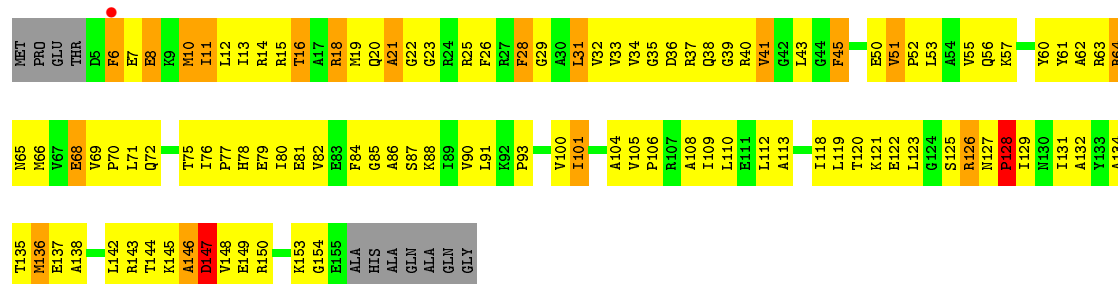 MET PRO GLU THR D5 F6 E7 E8 K9 M10 I11 L12 I13 R14 R15 T16 A17 R18 M19 Q20 A21 G22 G23 R24 R25 F26 R27 F28 G29 A30 L31 V32 V33 V34 G35 D36 R37 Q38 G39 R40 V41 G42 L43 G44 F45 E50 V51 P52 L53 A54 V55 Q56 K57 Y60 Y61 A62 R63 R64
N65 M66 V67 E68 V69 P70 L71 Q72 T75 I76 P77 H78 E79 I80 E81 V82 E83 F84 G85 A86 S87 K88 I89 V90 L91 K92 P93 V100 I101 A104 V105 P106 R107 A108 I109 L110 E111 L112 A113 I118 L119 T120 K121 E122 L123 G124 S125 R126 N127 P128 I129 N130 I131 A132 Y133 A134
T135 M136 E137 A138 L142 R143 T144 K145 A146 D147 V148 E149 R150 K153 G154 E155 ALA HIS ALA GLN ALA GLN GLY